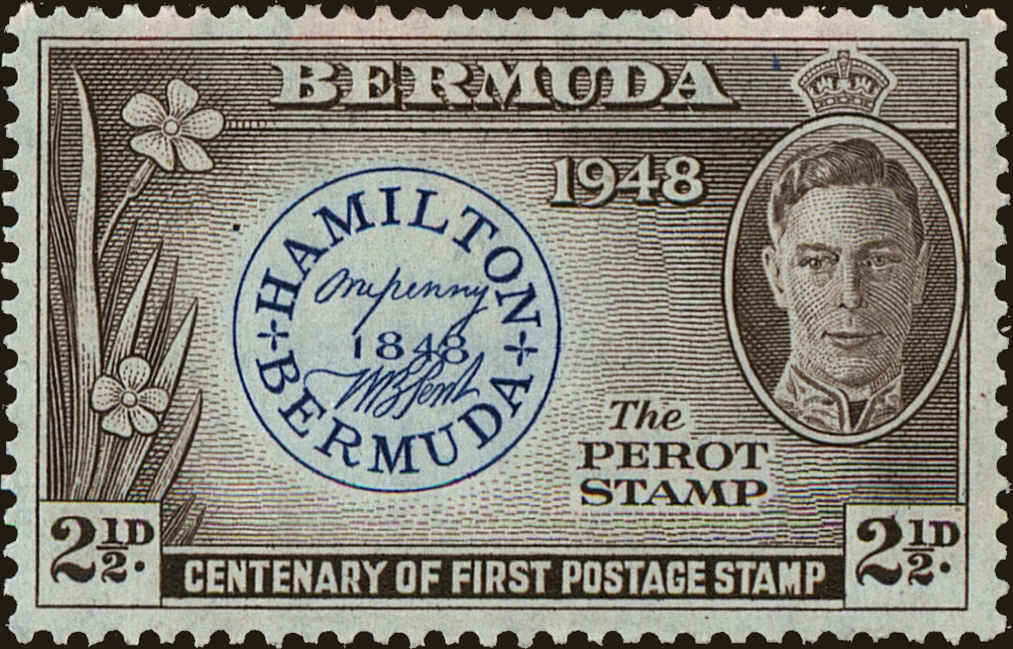 BERMUDA
1948
HAMILTON
One penny
1848
W B Perot
BERMUDA
The
PEROT
STAMP
2½D.
CENTENARY OF FIRST POSTAGE STAMP
2½D.